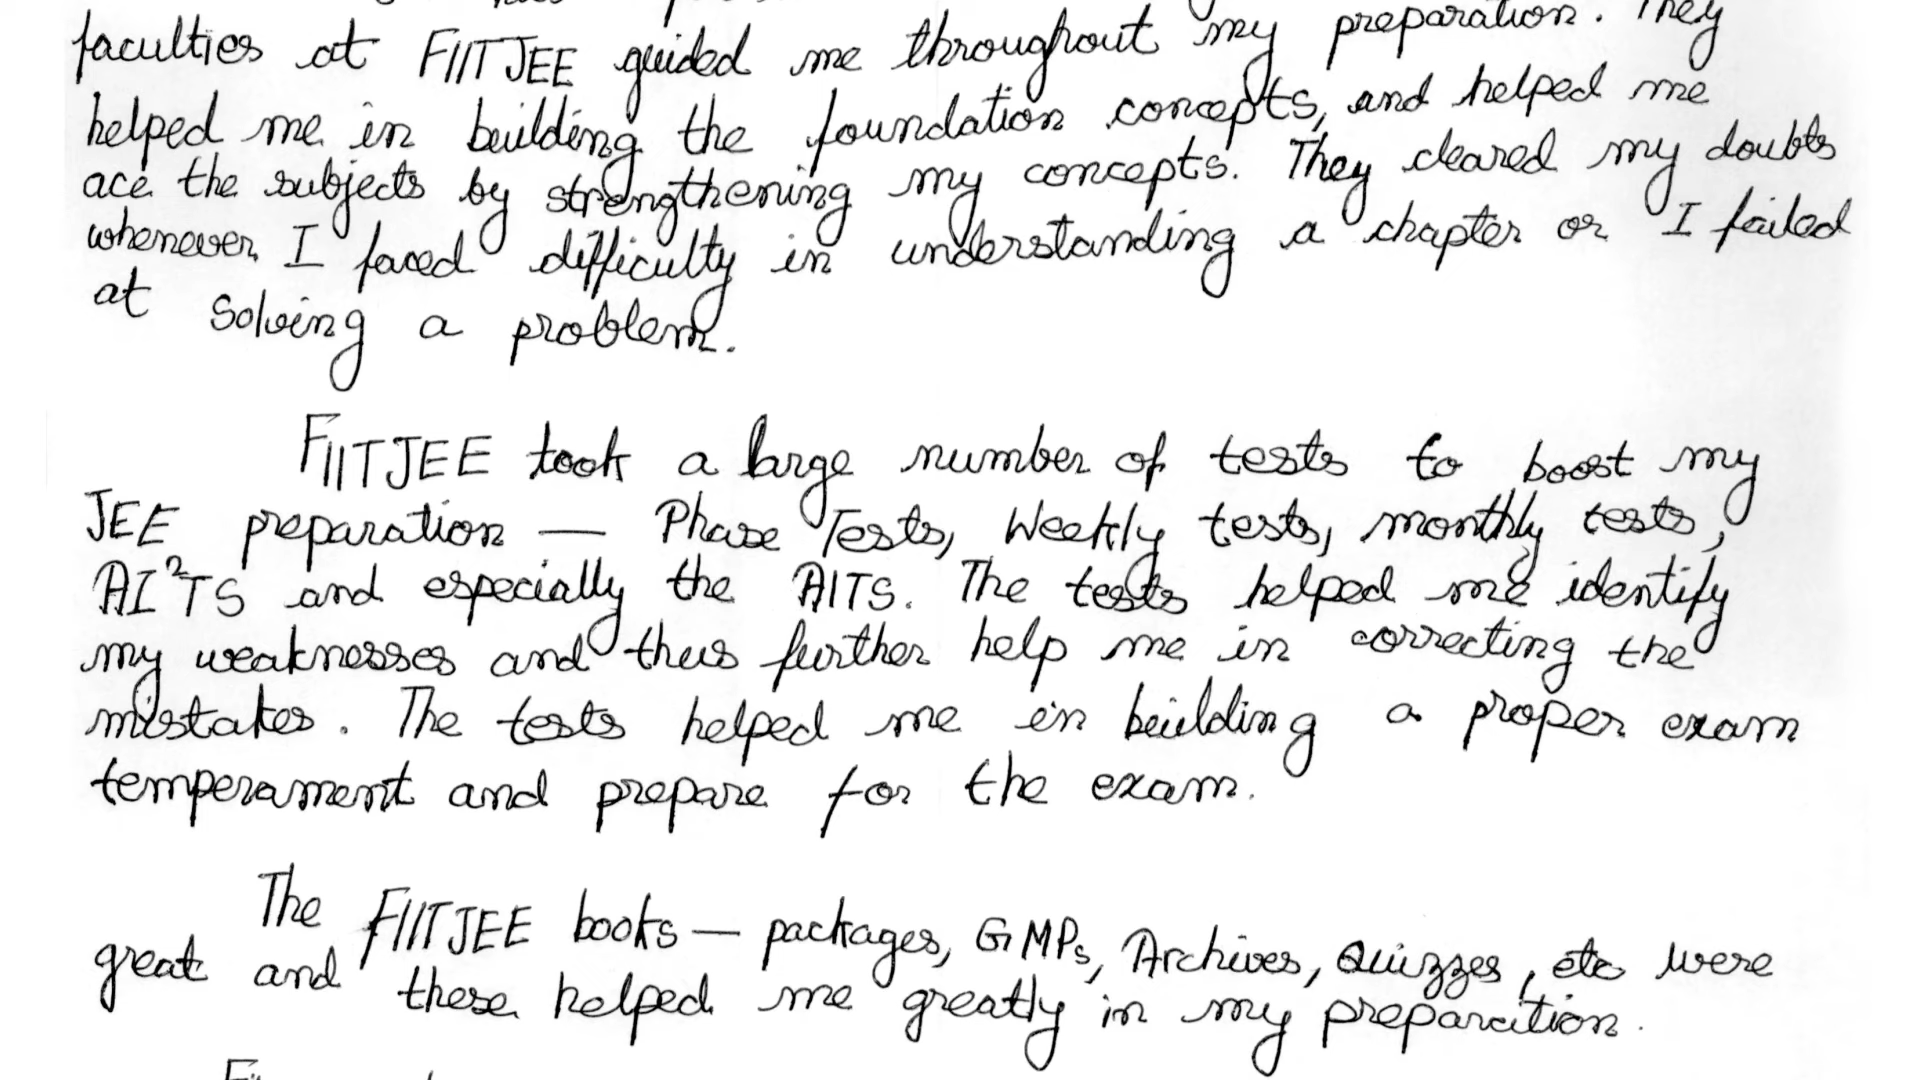 faculties at FIITJEE guided me throughout my preparation. They
helped me in building the foundation concepts, and helped me
ace the subjects by strengthening my concepts. They cleared my doubts
whenever I faced difficulty in understanding a chapter or I failed
at solving a problem.
FIITJEE took a large number of tests to boost my
JEE preparation — Phase Tests, Weekly tests, monthly tests,
AI²TS and especially the AITS. The tests helped me identify
my weaknesses and thus further help me in correcting the
mistakes. The tests helped me in building a proper exam
temperament and prepare for the exam.
The FIITJEE books — packages, GMPs, Archives, Quizzes, etc were
great and these helped me greatly in my preparation.